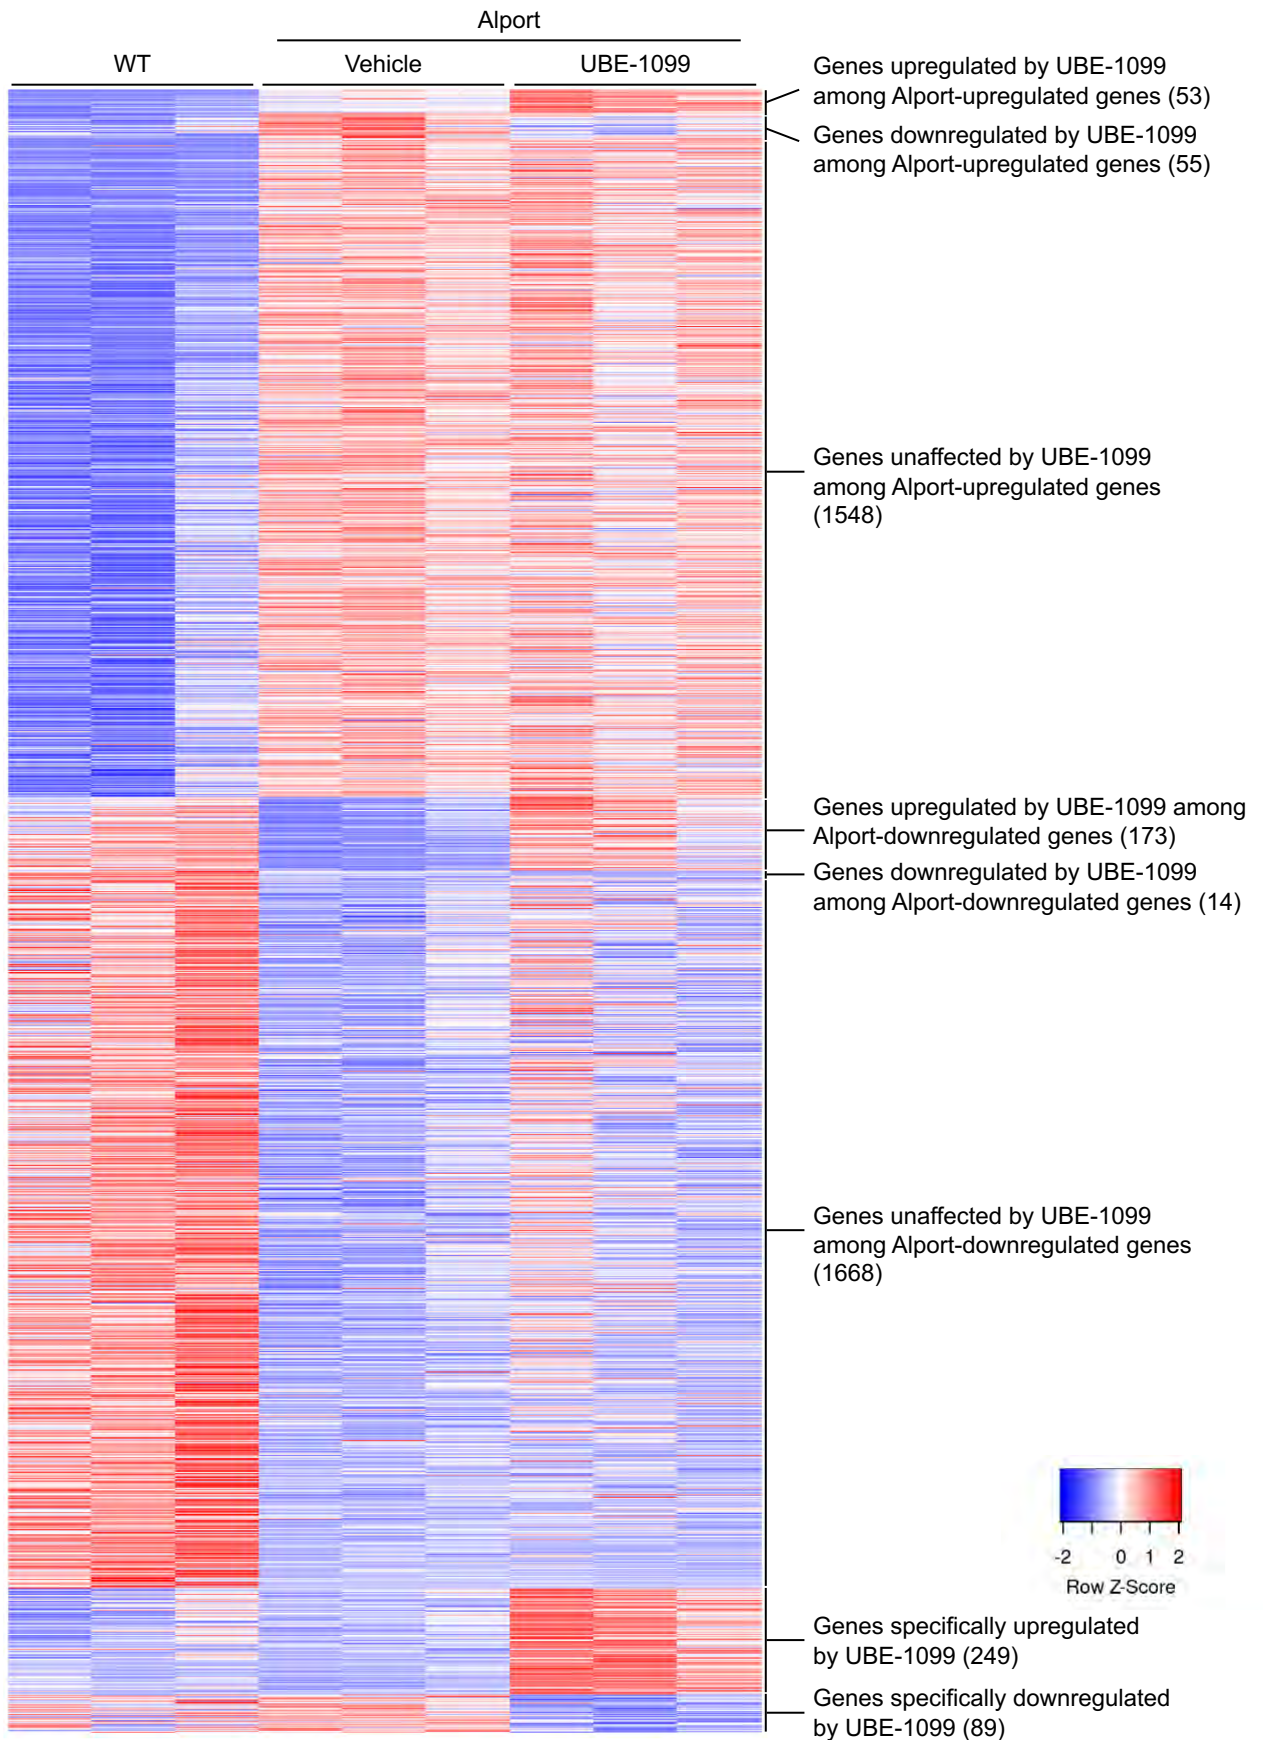 Alport
WT
Vehicle
UBE-1099
Genes upregulated by UBE-1099
among Alport-upregulated genes (53)
Genes downregulated by UBE-1099
among Alport-upregulated genes (55)
Genes unaffected by UBE-1099
among Alport-upregulated genes
(1548)
Genes upregulated by UBE-1099 among
Alport-downregulated genes (173)
Genes downregulated by UBE-1099
among Alport-downregulated genes (14)
Genes unaffected by UBE-1099
among Alport-downregulated genes
(1668)
-2 0 1 2
Row Z-Score
Genes specifically upregulated
by UBE-1099 (249)
Genes specifically downregulated
by UBE-1099 (89)